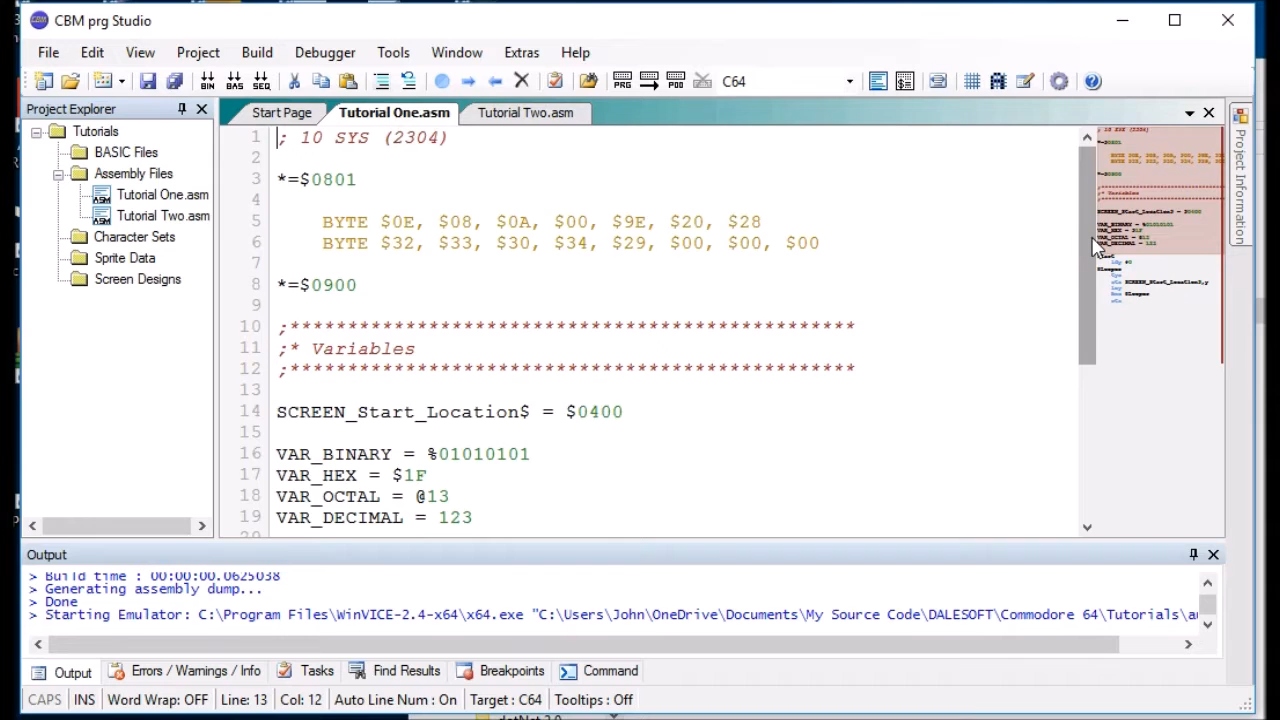 CBM prg Studio
File Edit View Project Build Debugger Tools Window Extras Help
BIN BAS SEQ PRG P00 C64
Project Explorer
Tutorials
BASIC Files
Assembly Files
ASM Tutorial One.asm
ASM Tutorial Two.asm
Character Sets
Sprite Data
Screen Designs
Start Page Tutorial One.asm Tutorial Two.asm
1 ; 10 SYS (2304)
2
3 *=$0801
4
5 BYTE $0E, $08, $0A, $00, $9E, $20, $28
6 BYTE $32, $33, $30, $34, $29, $00, $00, $00
7
8 *=$0900
9
10 ;*************************************************
11 ;* Variables
12 ;*************************************************
13
14 SCREEN_Start_Location$ = $0400
15
16 VAR_BINARY = %01010101
17 VAR_HEX = $1F
18 VAR_OCTAL = @13
19 VAR_DECIMAL = 123
Project Information
Output
> Build time : 00:00:00.0625038
> Generating assembly dump...
> Done
> Starting Emulator: C:\Program Files\WinVICE-2.4-x64\x64.exe "C:\Users\John\OneDrive\Documents\My Source Code\DALESOFT\Commodore 64\Tutorials\
Output Errors / Warnings / Info Tasks Find Results Breakpoints Command
CAPS INS Word Wrap: OFF Line: 13 Col: 12 Auto Line Num : On Target : C64 Tooltips : Off